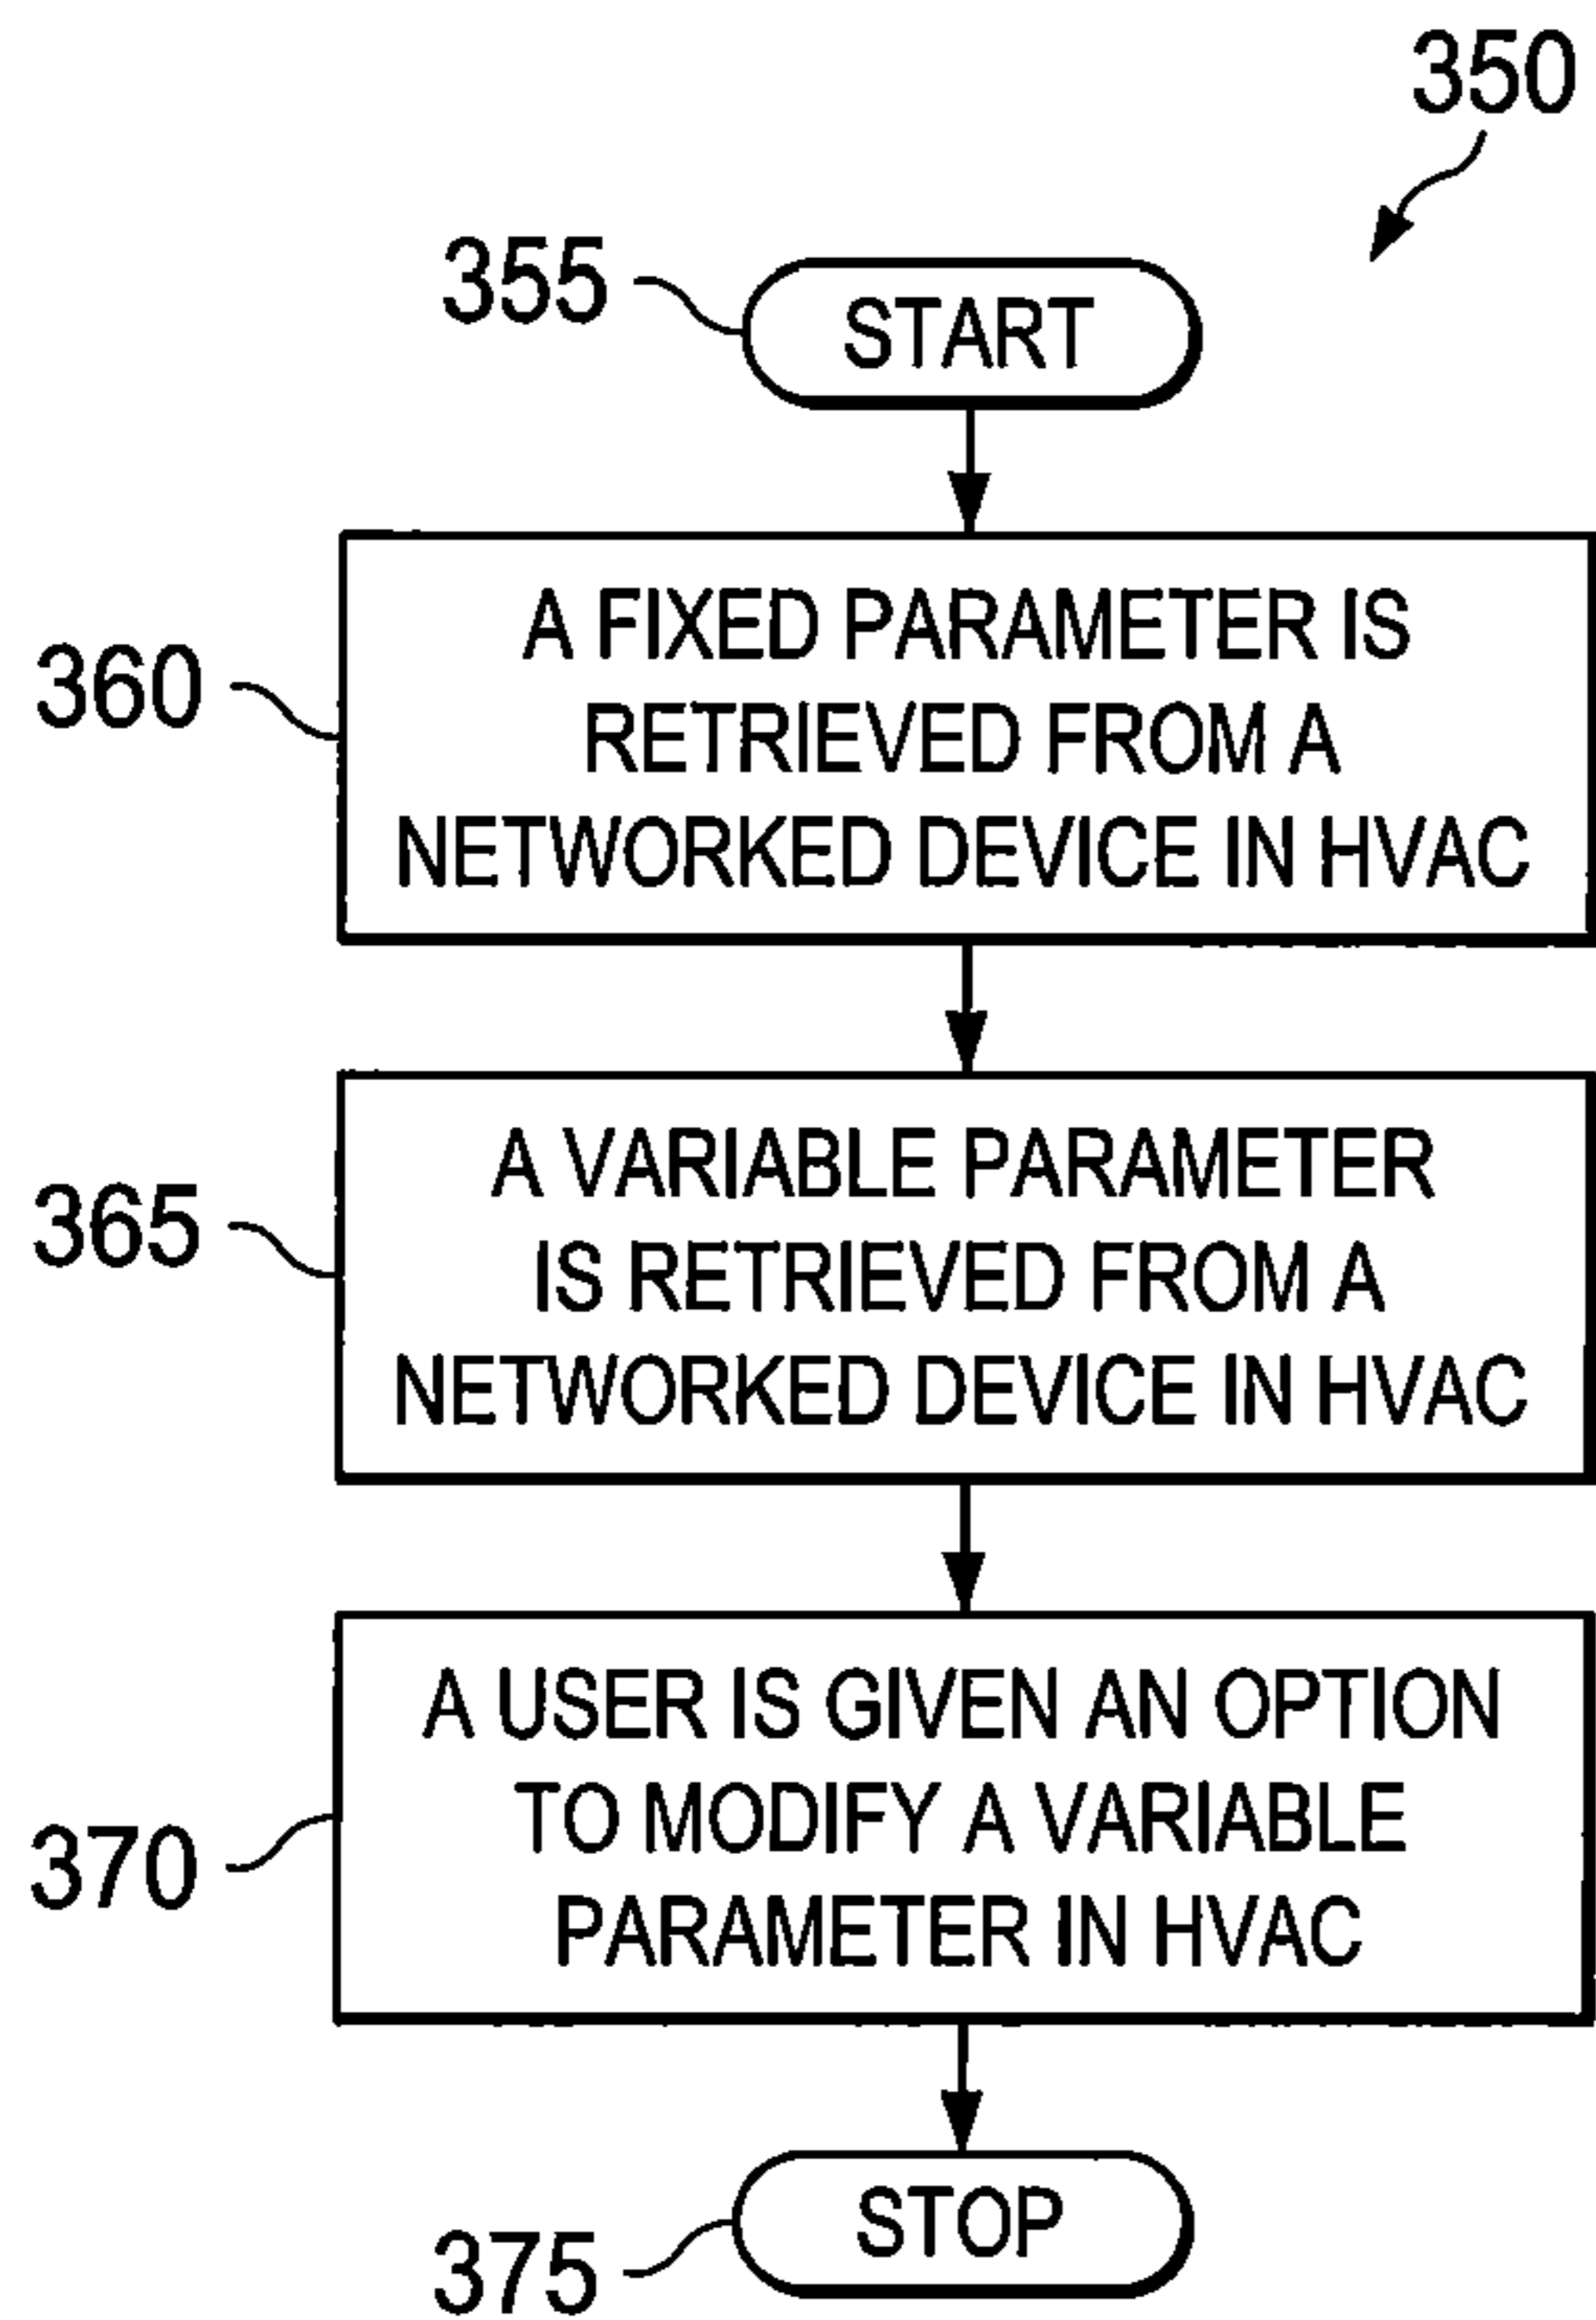 350
355
START
360
A FIXED PARAMETER IS
RETRIEVED FROM A
NETWORKED DEVICE IN HVAC
365
A VARIABLE PARAMETER
IS RETRIEVED FROM A
NETWORKED DEVICE IN HVAC
370
A USER IS GIVEN AN OPTION
TO MODIFY A VARIABLE
PARAMETER IN HVAC
375
STOP